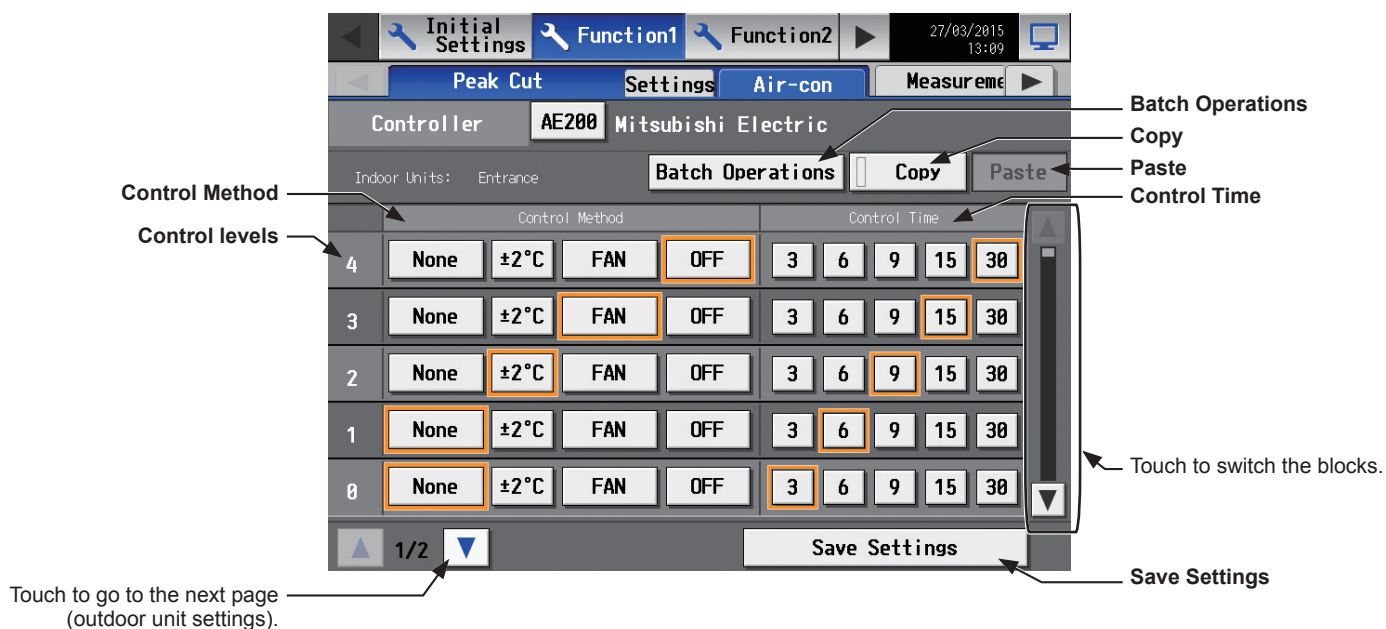 Initial Settings Function1 Function2 27/03/2015 13:09
Peak Cut Settings Air-con Measureme
Controller AE200 Mitsubishi Electric
Indoor Units: Entrance Batch Operations Copy Paste
Control Method Control Time
4 None ±2°C FAN OFF 3 6 9 15 30
3 None ±2°C FAN OFF 3 6 9 15 30
2 None ±2°C FAN OFF 3 6 9 15 30
1 None ±2°C FAN OFF 3 6 9 15 30
0 None ±2°C FAN OFF 3 6 9 15 30
1/2 Save Settings
Control Method
Control levels
Touch to go to the next page
(outdoor unit settings).
Batch Operations
Copy
Paste
Control Time
Touch to switch the blocks.
Save Settings